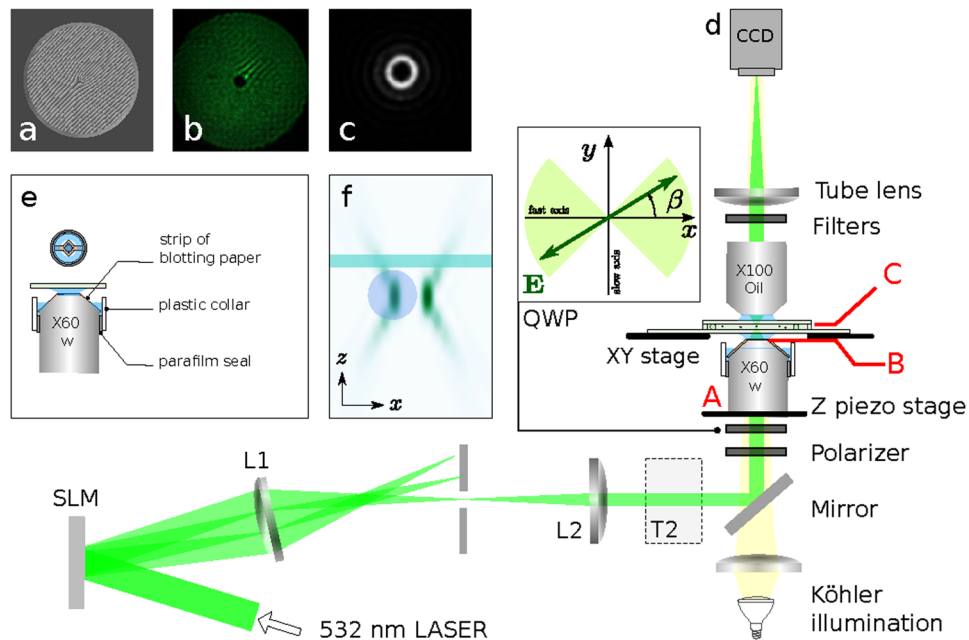 a
b
c
d
CCD
Tube lens
Filters
X100
Oil
C
XY stage
B
X60
w
A
Z piezo stage
Polarizer
Mirror
Köhler
illumination
y
β
fast axis
x
slow axis
E
QWP
e
strip of
blotting paper
plastic collar
X60
w
parafilm seal
f
z
x
SLM
L1
L2
T2
532 nm LASER